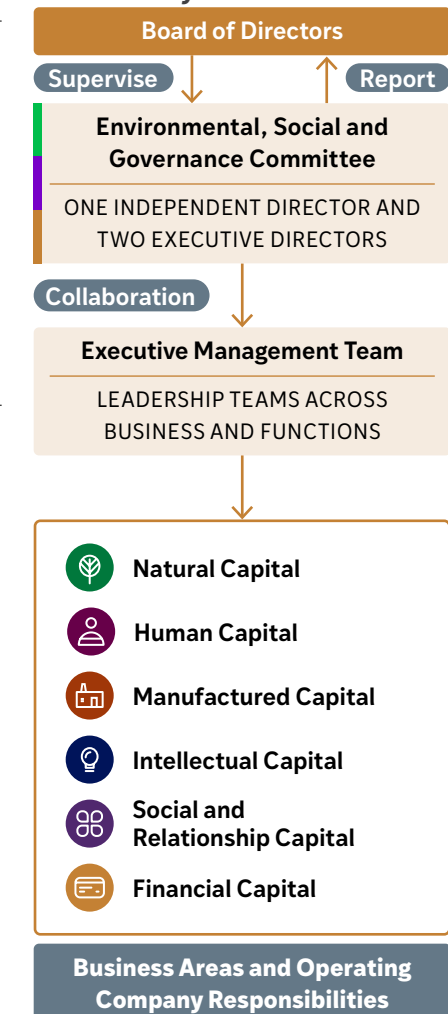 Board of Directors
Supervise
Report
Environmental, Social and
Governance Committee
ONE INDEPENDENT DIRECTOR AND
TWO EXECUTIVE DIRECTORS
Collaboration
Executive Management Team
LEADERSHIP TEAMS ACROSS
BUSINESS AND FUNCTIONS
Natural Capital
Human Capital
Manufactured Capital
Intellectual Capital
Social and
Relationship Capital
Financial Capital
Business Areas and Operating
Company Responsibilities